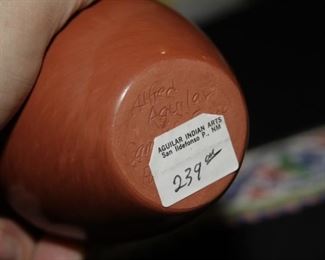 Alfred
Aguilar
AGUILAR INDIAN ARTS
San Ildefonso P., NM
239